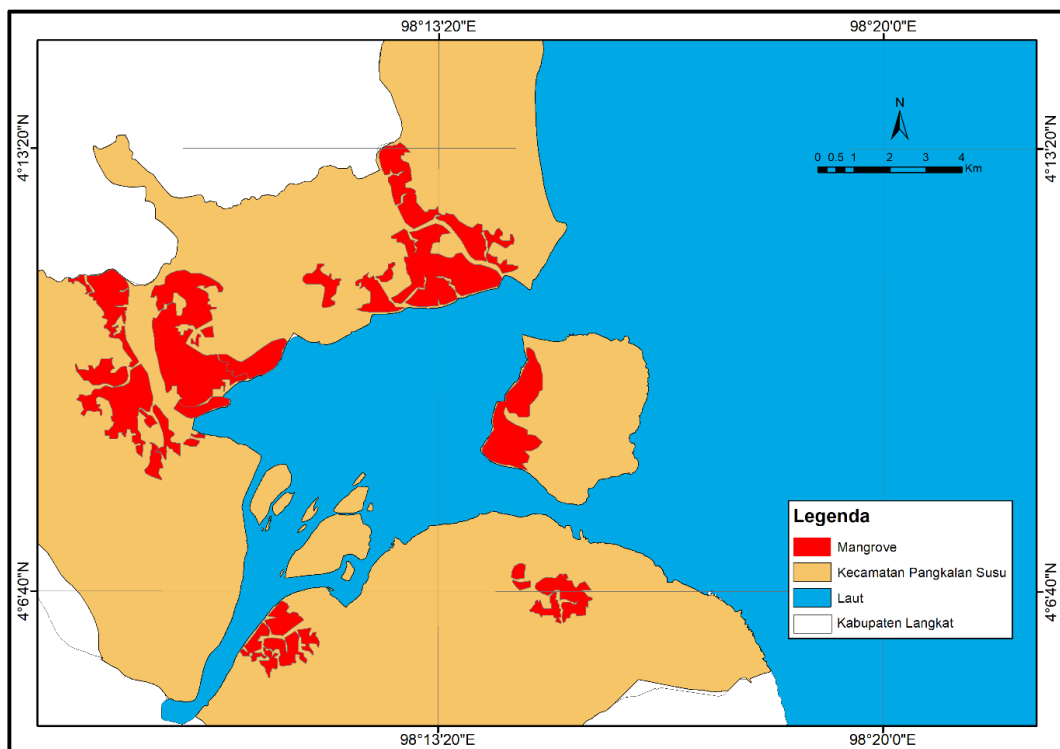 98°13'20"E
98°20'0"E
4°13'20"N
4°13'20"N
N
0 0.5 1 2 3 4
Km
Legenda
Mangrove
Kecamatan Pangkalan Susu
Laut
Kabupaten Langkat
4°6'40"N
4°6'40"N
98°13'20"E
98°20'0"E